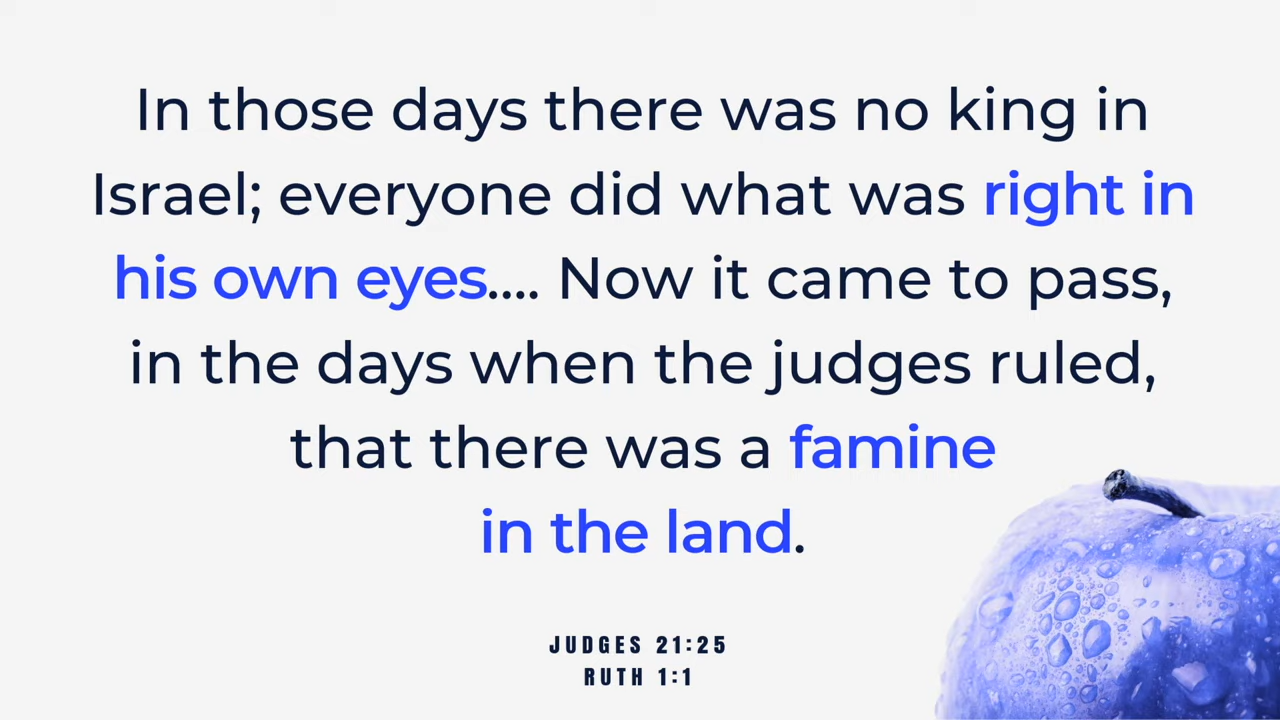 In those days there was no king in
Israel; everyone did what was right in
his own eyes.... Now it came to pass,
in the days when the judges ruled,
that there was a famine
in the land.
JUDGES 21:25
RUTH 1:1